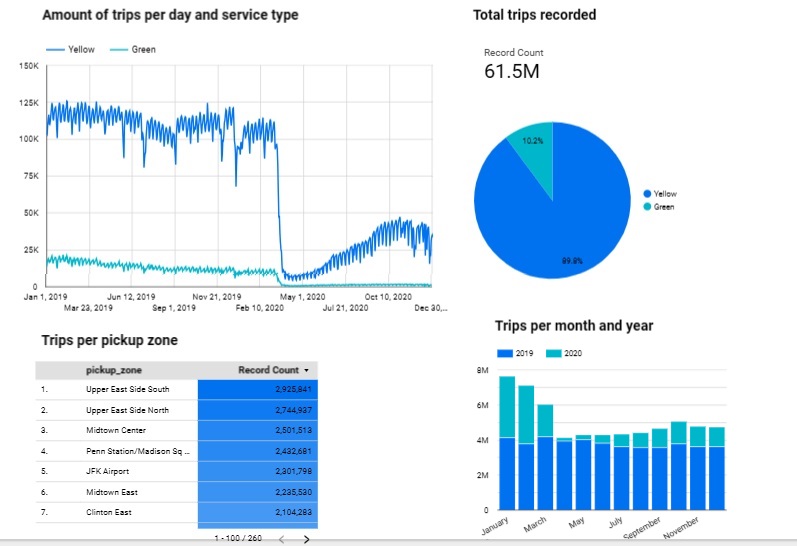 Amount of trips per day and service type
Yellow Green
150K
125K
100K
75K
50K
25K
0
Jan 1, 2019 Jun 12, 2019 Nov 21, 2019 May 1, 2020 Oct 10, 2020
Mar 23, 2019 Sep 1, 2019 Feb 10, 2020 Jul 21, 2020 Dec 30,...
Total trips recorded
Record Count
61.5M
10.2%
89.8%
Yellow
Green
Trips per pickup zone
pickup_zone Record Count
1. Upper East Side South 2,925,841
2. Upper East Side North 2,744,937
3. Midtown Center 2,501,513
4. Penn Station/Madison Sq ... 2,432,681
5. JFK Airport 2,301,798
6. Midtown East 2,235,530
7. Clinton East 2,104,283
1 - 100 / 260 < >
Trips per month and year
2019 2020
8M
6M
4M
2M
0
January March May July September November